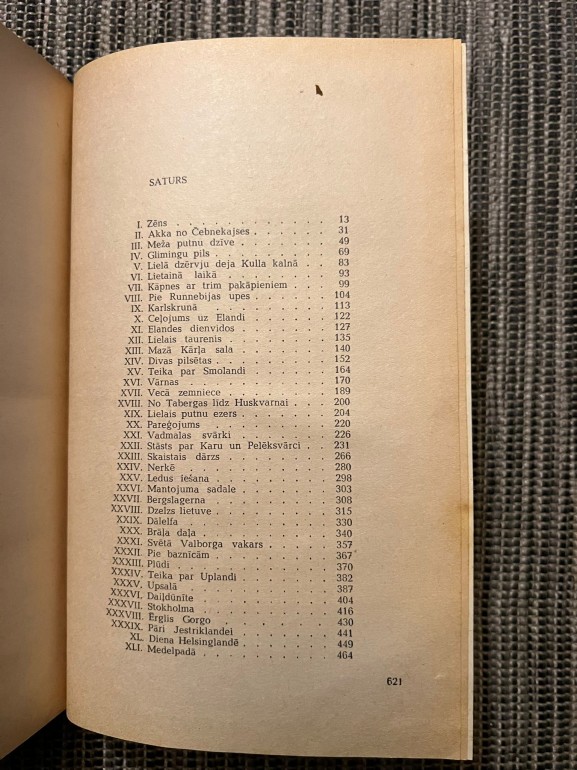 SATURS
I. Zēns . . . . . . . . . . . . 13
II. Akka no Čebnekajses . . . . . . 31
III. Meža putnu dzīve . . . . . . . 49
IV. Glimingu pils . . . . . . . . . 69
V. Lielā dzērvju deja Kulla kalnā . . 83
VI. Lietainā laikā . . . . . . . . 93
VII. Kāpnes ar trim pakāpieniem . . . 99
VIII. Pie Runnebijas upes . . . . . . 104
IX. Karlskrunā . . . . . . . . . 113
X. Ceļojums uz Elandi . . . . . . 122
XI. Elandes dienvidos . . . . . . . 127
XII. Lielais taurenis . . . . . . . 135
XIII. Mazā Kārļa sala . . . . . . . 140
XIV. Divas pilsētas . . . . . . . . 152
XV. Teika par Smolandi . . . . . . 164
XVI. Vārnas . . . . . . . . . . . 170
XVII. Vecā zemniece . . . . . . . . 189
XVIII. No Tabergas līdz Huskvarnai . . . 200
XIX. Lielais putnu ezers . . . . . . 204
XX. Pareģojums . . . . . . . . . 220
XXI. Vadmalas svārki . . . . . . . 226
XXII. Stāsts par Karu un Pelēksvārci . . 231
XXIII. Skaistais dārzs . . . . . . . . 266
XXIV. Nerkē . . . . . . . . . . . 280
XXV. Ledus iešana . . . . . . . . . 298
XXVI. Mantojuma sadale . . . . . . . 303
XXVII. Bergslagerna . . . . . . . . 308
XXVIII. Dzelzs lietuve . . . . . . . . 315
XXIX. Dālelfa . . . . . . . . . . . 330
XXX. Brāļa daļa . . . . . . . . . 340
XXXI. Svētā Valborga vakars . . . . . 357
XXXII. Pie baznīcām . . . . . . . . 367
XXXIII. Plūdi . . . . . . . . . . . 370
XXXIV. Teika par Uplandi . . . . . . . 382
XXXV. Upsalā . . . . . . . . . . . 387
XXXVI. Daiļdūnīte . . . . . . . . . 404
XXXVII. Stokholma . . . . . . . . . 416
XXXVIII. Ērglis Gorgo . . . . . . . . 430
XXXIX. Pāri Jestriklandei . . . . . . . 441
XL. Diena Helsinglandē . . . . . . 449
XLI. Medelpadā . . . . . . . . . 464
621